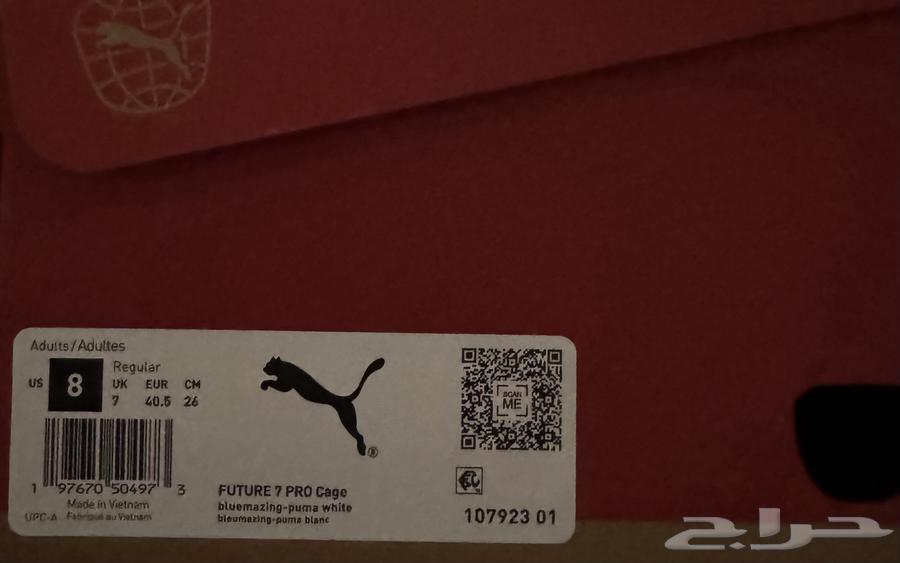 Adults/Adultes
US 8
Regular
UK EUR CM
7 40.5 26
SCAN
ME
1 97670 50497 3
Made in Vietnam
UPC-A Fabriqué au Vietnam
FUTURE 7 PRO Cage
bluemazing-puma white
bleumazing-puma blanc
107923 01
حراج